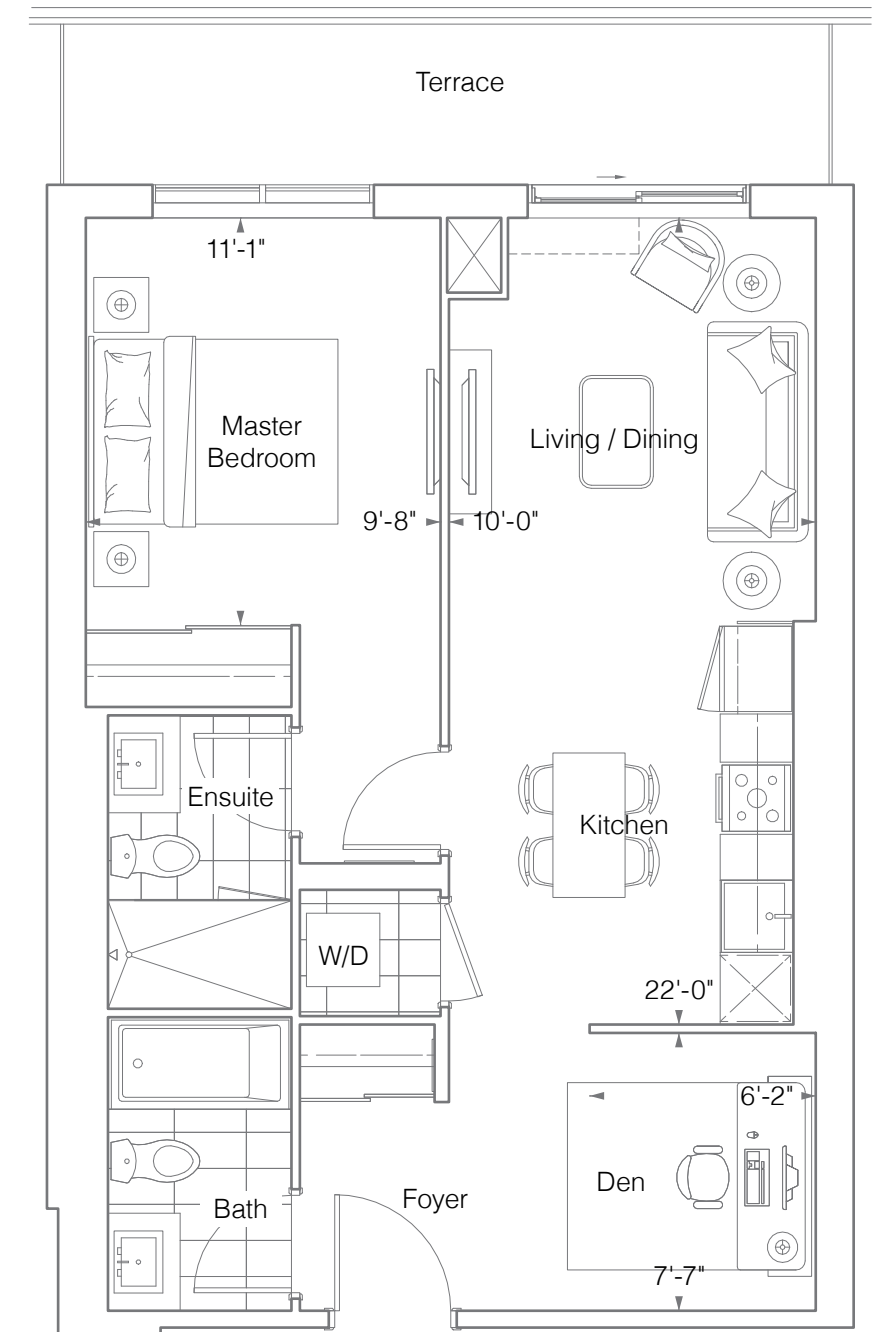 Terrace
11'-1"
Master
Bedroom
Living / Dining
9'-8"
10'-0"
Ensuite
Kitchen
W/D
22'-0"
6'-2"
Den
Foyer
Bath
7'-7"